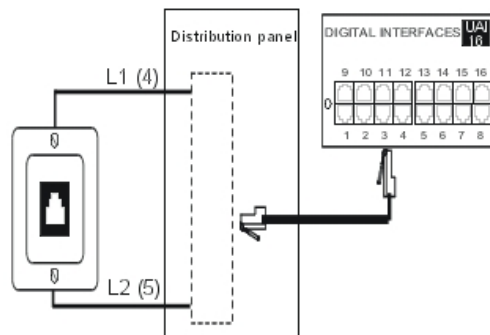 Distribution panel
DIGITAL INTERFACES UAI 16
9 10 11 12 13 14 15 16
0
1 2 3 4 5 6 7 8
L1 (4)
L2 (5)